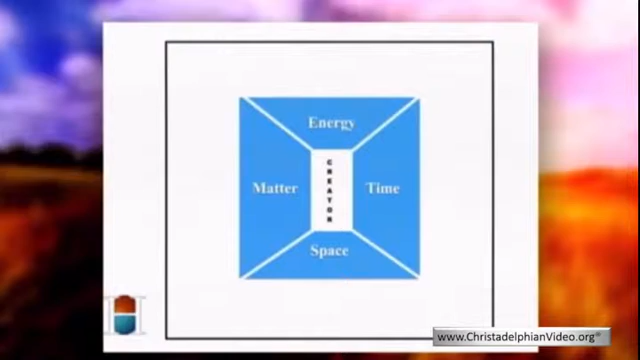 Energy
Matter
CREATOR
Time
Space
www.ChristadelphianVideo.org®